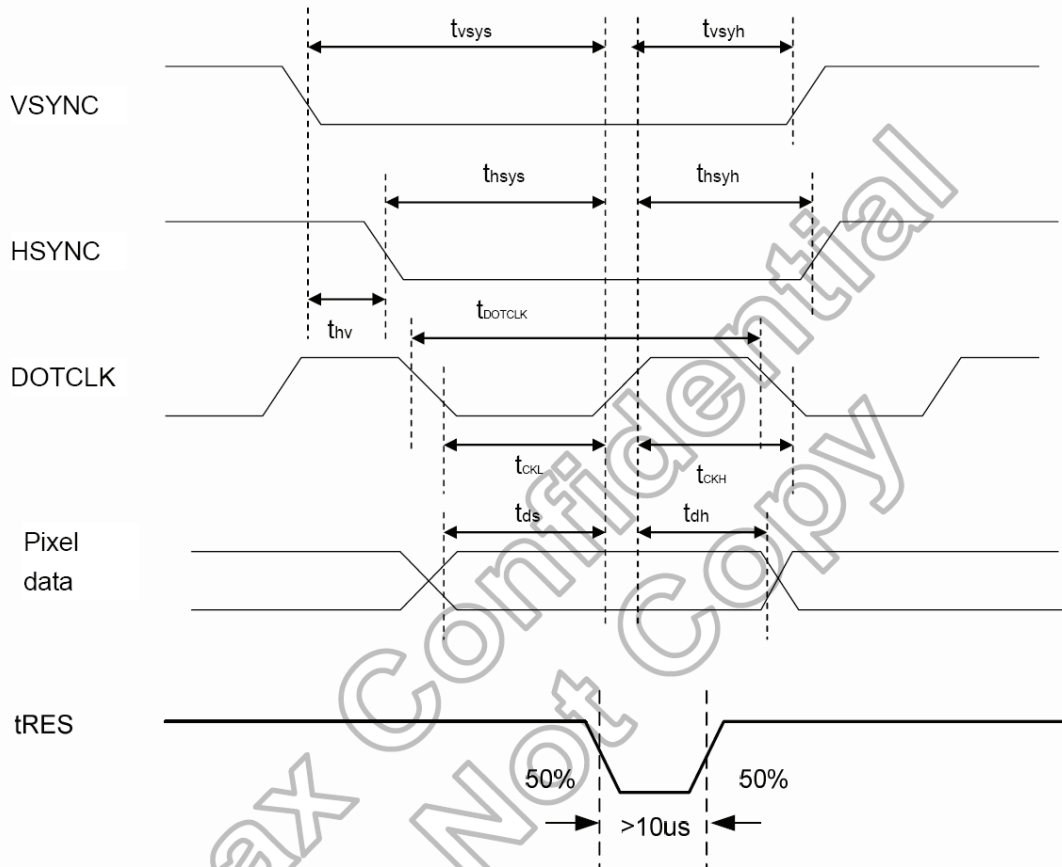 tvsys tvsyh
VSYNC
thsys thsyh
HSYNC
thv tDOTCLK
DOTCLK
tCKL tCKH
tds tdh
Pixel
data
tRES
50% 50%
>10us
ax Confidential
Not Copy